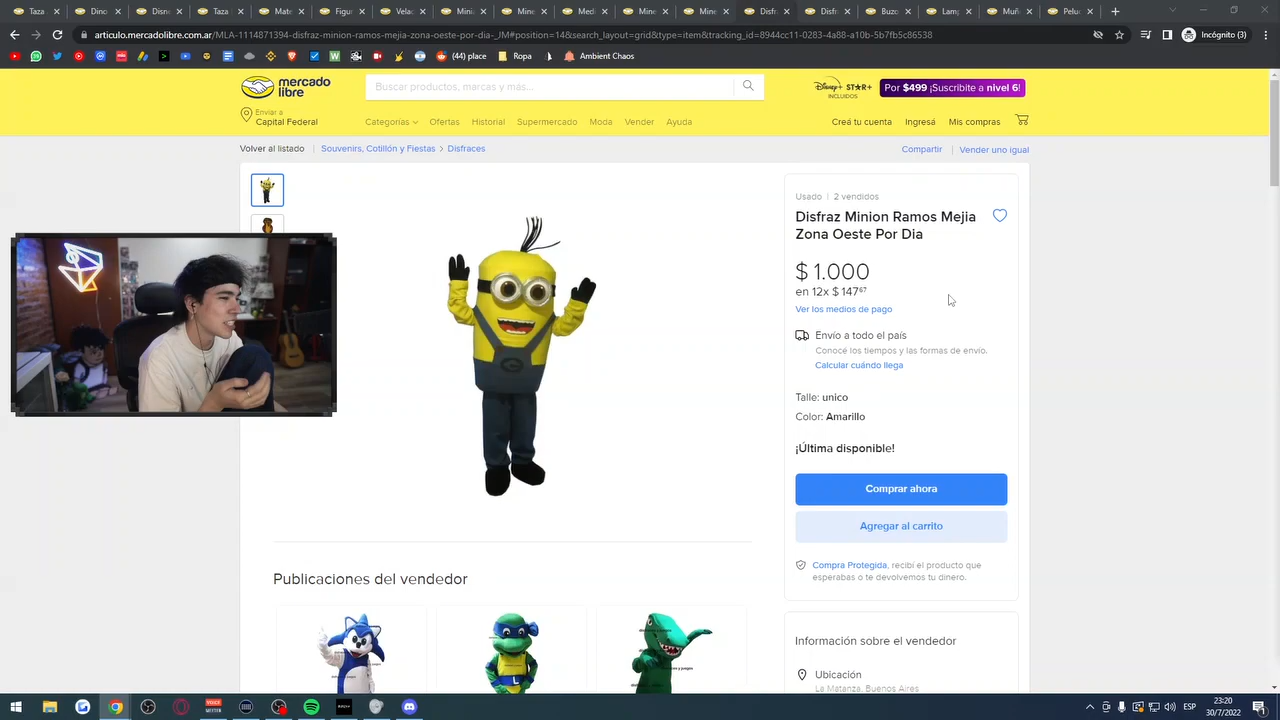 articulo.mercadolibre.com.ar/MLA-1114871394-disfraz-minion-ramos-mejia-zona-oeste-por-dia-_JM#position=14&search_layout=grid&type=item&tracking_id=8944cc11-0283-4a88-a10b-5b7fb5c86538
Incógnito (3)
(44) place
Ropa
Ambient Chaos
mercado
libre
Buscar productos, marcas y más...
Disney+ STAR+
INCLUIDOS
Por $499 ¡Suscribite a nivel 6!
Enviar a
Capital Federal
Categorías
Ofertas
Historial
Supermercado
Moda
Vender
Ayuda
Creá tu cuenta
Ingresá
Mis compras
Volver al listado
Souvenirs, Cotillón y Fiestas > Disfraces
Compartir
Vender uno igual
Usado | 2 vendidos
Disfraz Minion Ramos Mejia
Zona Oeste Por Dia
$ 1.000
en 12x $ 147 67
Ver los medios de pago
Envío a todo el país
Conocé los tiempos y las formas de envío.
Calcular cuándo llega
Talle: unico
Color: Amarillo
¡Última disponible!
Comprar ahora
Agregar al carrito
Compra Protegida, recibí el producto que
esperabas o te devolvemos tu dinero.
Publicaciones del vendedor
Información sobre el vendedor
Ubicación
La Matanza, Buenos Aires
ESP
23:20
30/7/2022